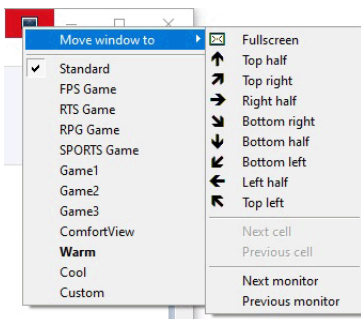 Move window to
Standard
FPS Game
RTS Game
RPG Game
SPORTS Game
Game1
Game2
Game3
ComfortView
Warm
Cool
Custom
Fullscreen
Top half
Top right
Right half
Bottom right
Bottom half
Bottom left
Left half
Top left
Next cell
Previous cell
Next monitor
Previous monitor